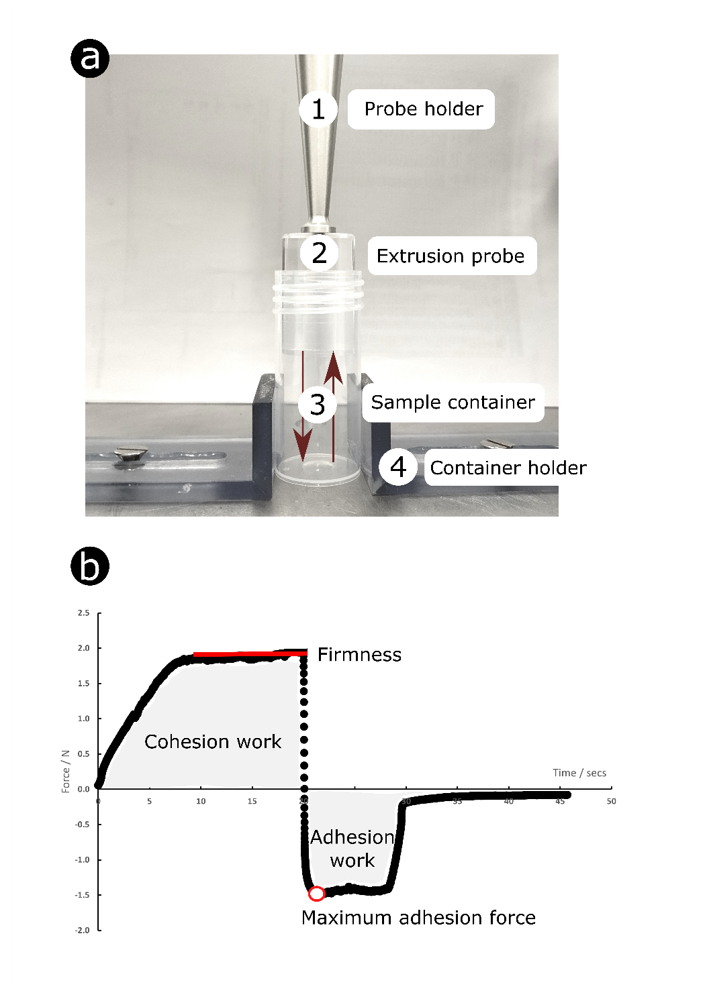 a
1
Probe holder
2
Extrusion probe
3
Sample container
4
Container holder
b
2.5
2.0
1.5
1.0
0.5
0.0
-0.5
-1.0
-1.5
-2.0
Force / N
Firmness
Cohesion work
Time / secs
0 5 10 15 20 30 35 40 45 50
Adhesion
work
Maximum adhesion force